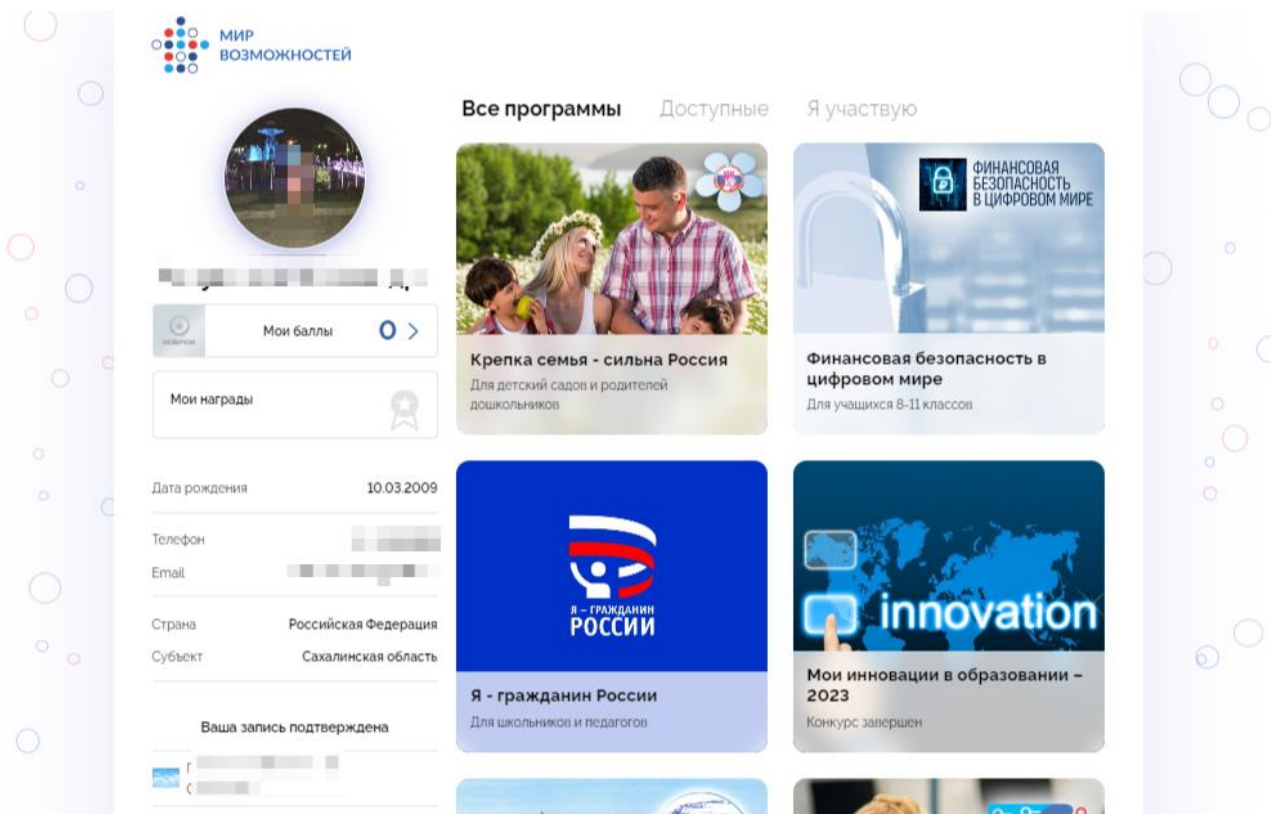 МИР
ВОЗМОЖНОСТЕЙ
Все программы Доступные Я участвую
НОВИЧОК
Мои баллы 0 >
Мои награды
Дата рождения 10.03.2009
Телефон
Email
Страна Российская Федерация
Субъект Сахалинская область
Ваша запись подтверждена
Крепка семья - сильна Россия
Для детский садов и родителей
дошкольников
ФИНАНСОВАЯ
БЕЗОПАСНОСТЬ
В ЦИФРОВОМ МИРЕ
Финансовая безопасность в
цифровом мире
Для учащихся 8-11 классов
Я – ГРАЖДАНИН
РОССИИ
Я - гражданин России
Для школьников и педагогов
innovation
Мои инновации в образовании –
2023
Конкурс завершен